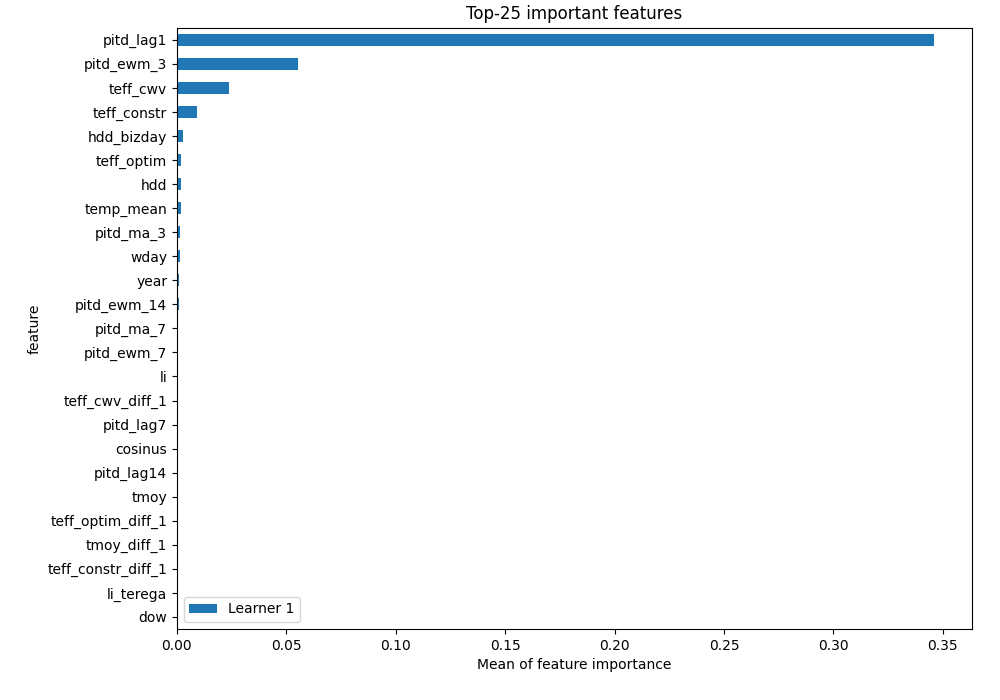 Top-25 important features
pitd_lag1
pitd_ewm_3
teff_cwv
teff_constr
hdd_bizday
teff_optim
hdd
temp_mean
pitd_ma_3
wday
year
pitd_ewm_14
pitd_ma_7
pitd_ewm_7
li
teff_cwv_diff_1
pitd_lag7
cosinus
pitd_lag14
tmoy
teff_optim_diff_1
tmoy_diff_1
teff_constr_diff_1
li_terega
dow
feature
Learner 1
0.00 0.05 0.10 0.15 0.20 0.25 0.30 0.35
Mean of feature importance